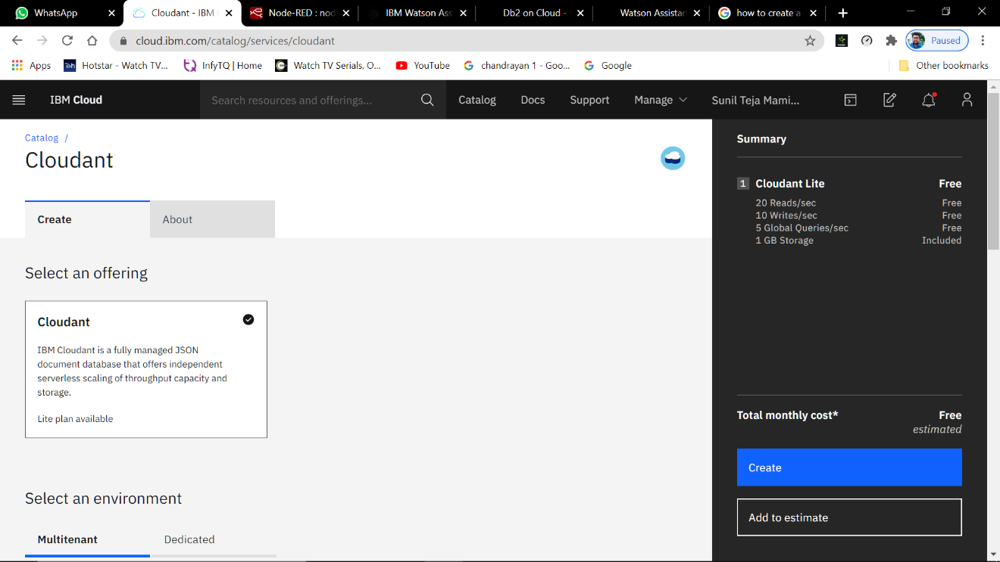 WhatsApp
Cloudant - IBM
Node-RED : nod
IBM Watson Ass
Db2 on Cloud -
Watson Assistan
how to create a
cloud.ibm.com/catalog/services/cloudant
Paused
Apps
Hotstar - Watch TV...
InfyTQ | Home
Watch TV Serials, O...
YouTube
chandrayan 1 - Goo...
Google
Other bookmarks
IBM Cloud
Search resources and offerings...
Catalog
Docs
Support
Manage
Sunil Teja Mami...
Catalog /
Cloudant
Create
About
Select an offering
Cloudant
IBM Cloudant is a fully managed JSON
document database that offers independent
serverless scaling of throughput capacity and
storage.
Lite plan available
Select an environment
Multitenant
Dedicated
Summary
1 Cloudant Lite Free
20 Reads/sec Free
10 Writes/sec Free
5 Global Queries/sec Free
1 GB Storage Included
Total monthly cost* Free
estimated
Create
Add to estimate